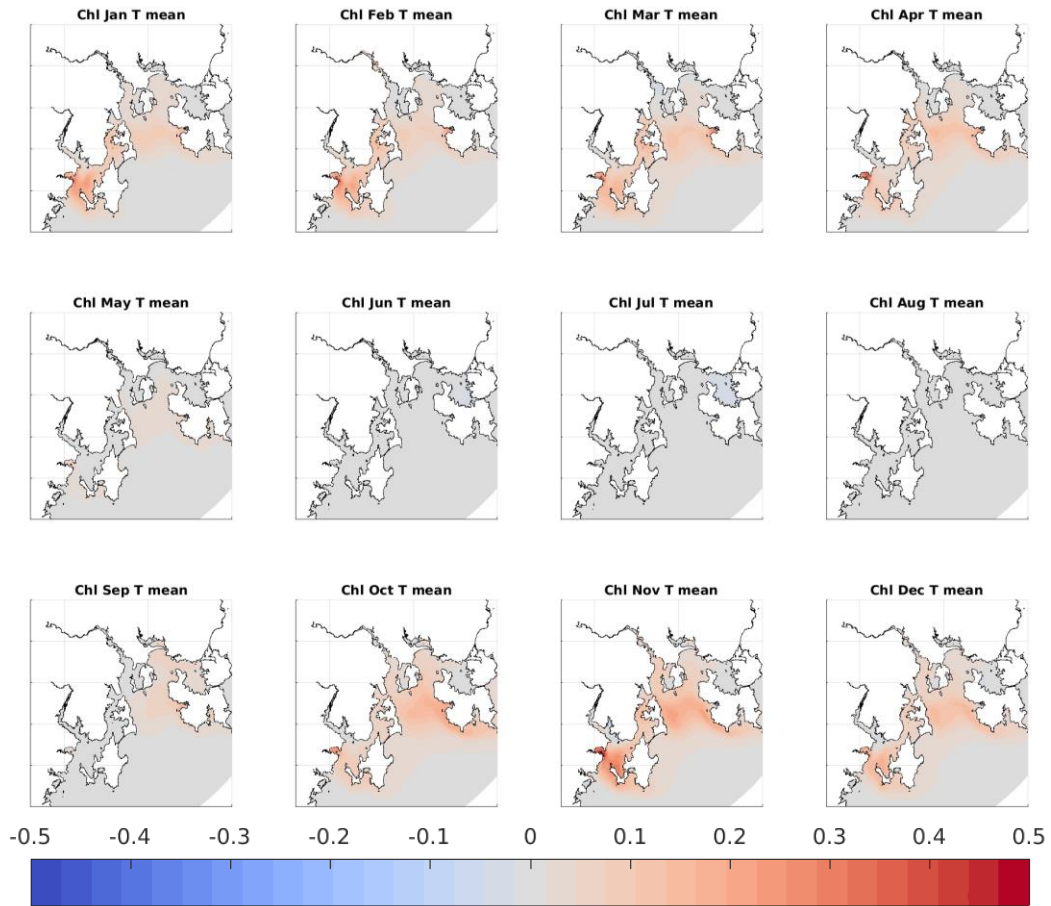 Chl Jan T mean
Chl Feb T mean
Chl Mar T mean
Chl Apr T mean
Chl May T mean
Chl Jun T mean
Chl Jul T mean
Chl Aug T mean
Chl Sep T mean
Chl Oct T mean
Chl Nov T mean
Chl Dec T mean
-0.5 -0.4 -0.3 -0.2 -0.1 0 0.1 0.2 0.3 0.4 0.5